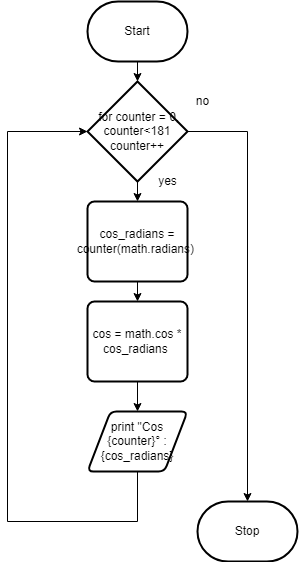 Start
for counter = 0
counter<181
counter++
no
yes
cos_radians =
counter(math.radians)
cos = math.cos *
cos_radians
print "Cos
{counter}° :
{cos_radians}
Stop